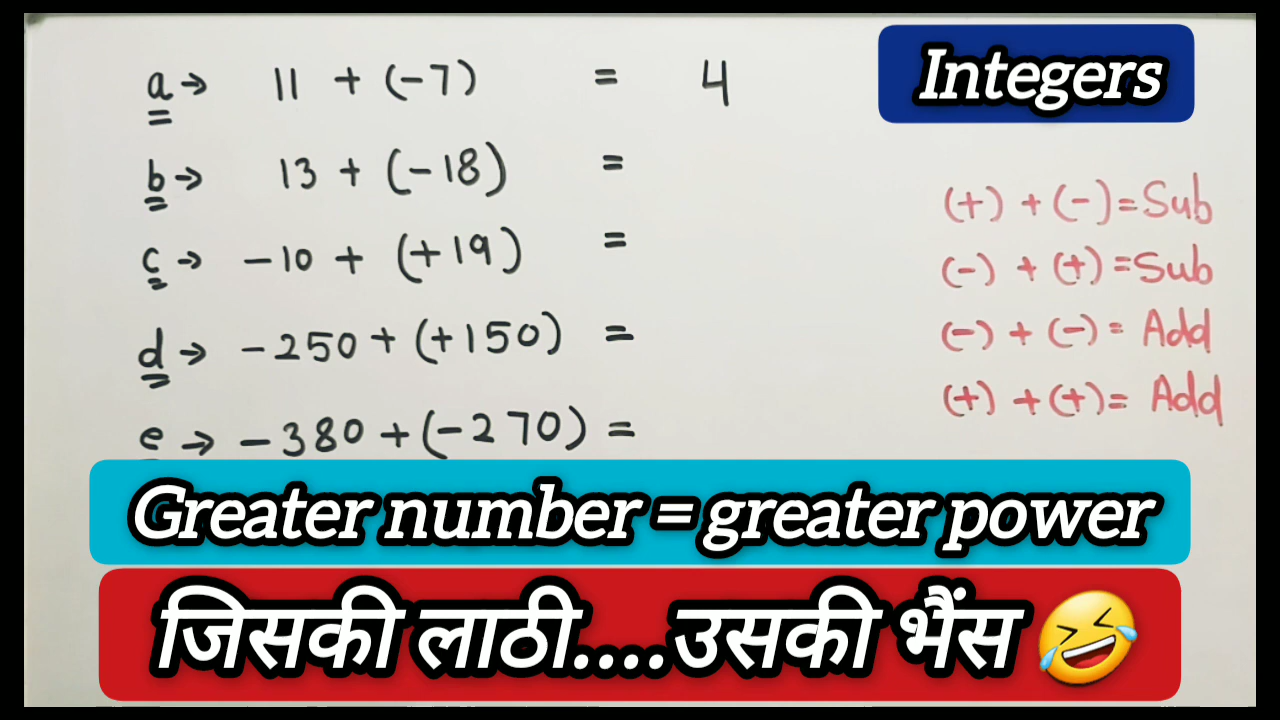 Integers
a → 11 + (-7) = 4
b → 13 + (-18) =
c → -10 + (+19) =
d → -250 + (+150) =
e → -380 + (-270) =
(+) + (-) = Sub
(-) + (+) = Sub
(-) + (-) = Add
(+) + (+) = Add
Greater number = greater power
जिसकी लाठी....उसकी भैंस 🤣